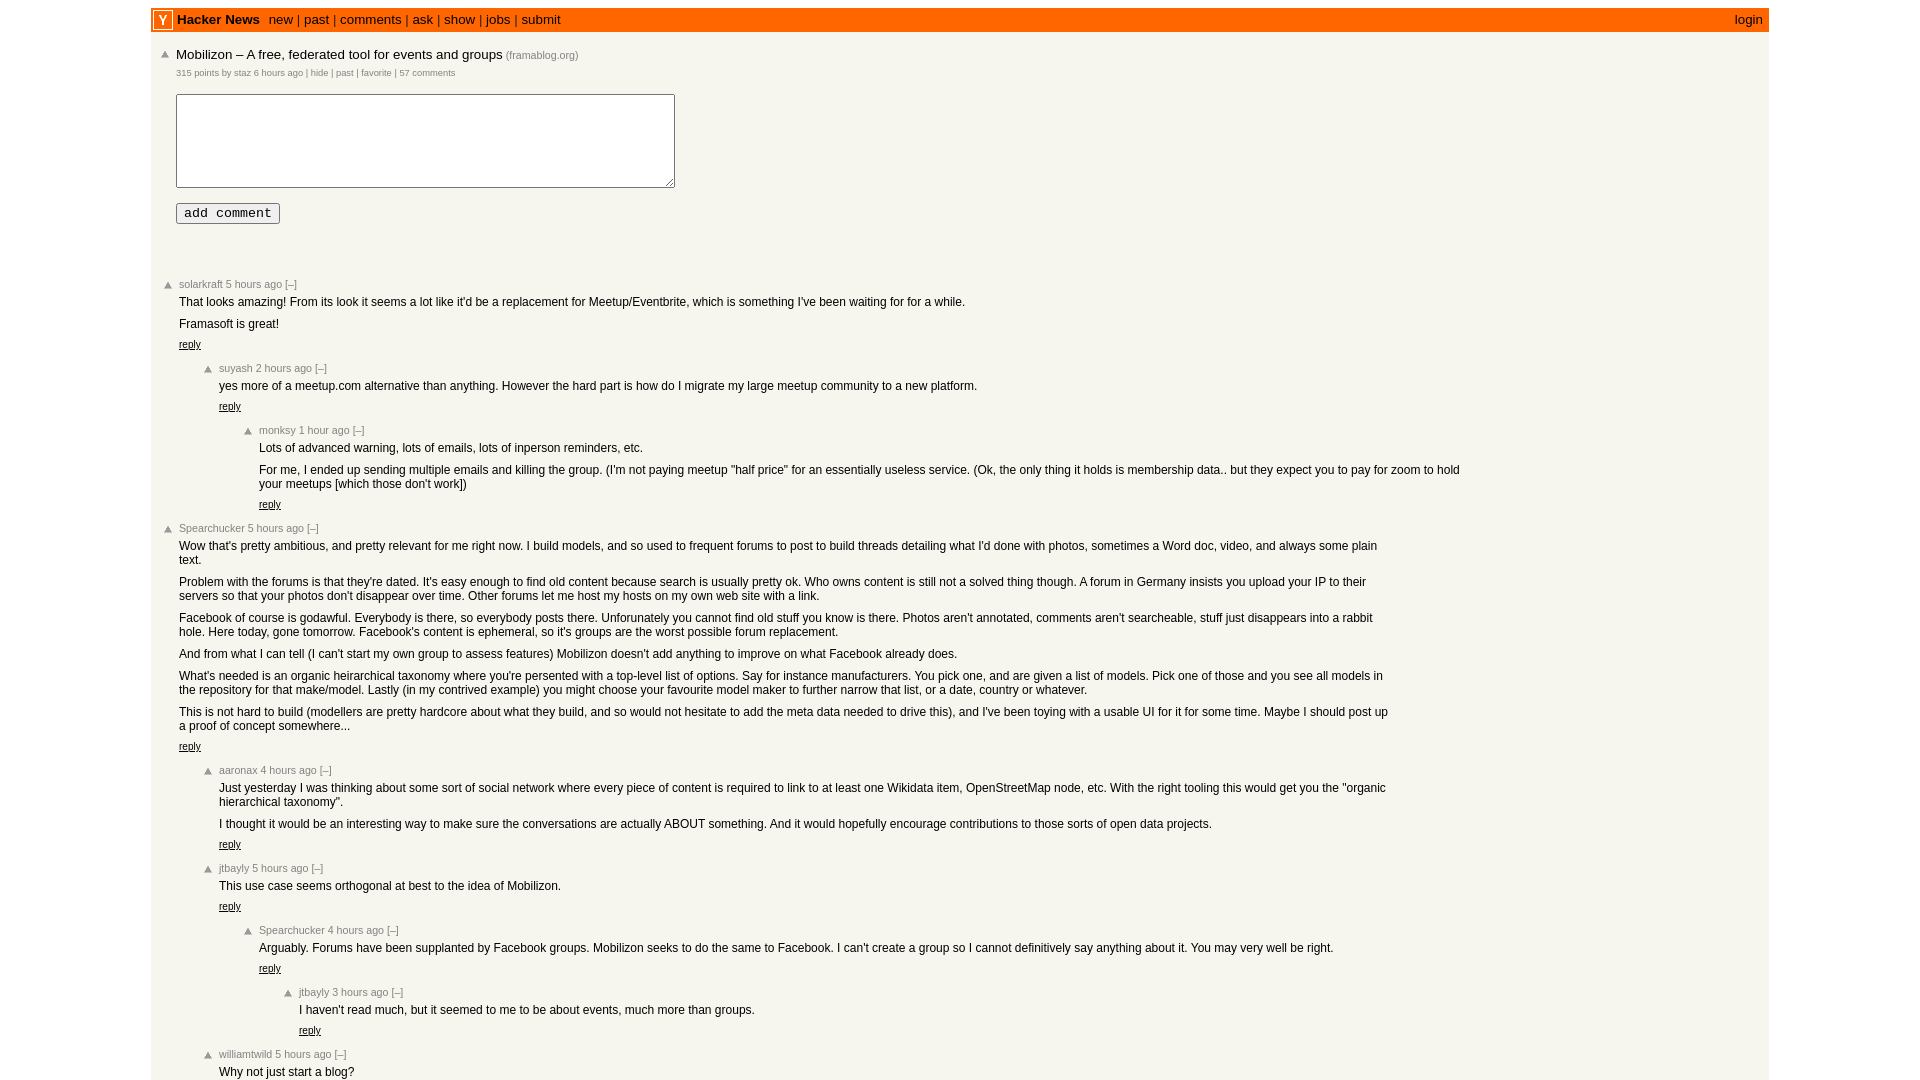 Y Hacker News new | past | comments | ask | show | jobs | submit login
Mobilizon – A free, federated tool for events and groups (framablog.org)
315 points by staz 6 hours ago | hide | past | favorite | 57 comments
add comment
solarkraft 5 hours ago [–]
That looks amazing! From its look it seems a lot like it'd be a replacement for Meetup/Eventbrite, which is something I've been waiting for for a while.
Framasoft is great!
reply
suyash 2 hours ago [–]
yes more of a meetup.com alternative than anything. However the hard part is how do I migrate my large meetup community to a new platform.
reply
monksy 1 hour ago [–]
Lots of advanced warning, lots of emails, lots of inperson reminders, etc.
For me, I ended up sending multiple emails and killing the group. (I'm not paying meetup "half price" for an essentially useless service. (Ok, the only thing it holds is membership data.. but they expect you to pay for zoom to hold
your meetups [which those don't work])
reply
Spearchucker 5 hours ago [–]
Wow that's pretty ambitious, and pretty relevant for me right now. I build models, and so used to frequent forums to post to build threads detailing what I'd done with photos, sometimes a Word doc, video, and always some plain
text.
Problem with the forums is that they're dated. It's easy enough to find old content because search is usually pretty ok. Who owns content is still not a solved thing though. A forum in Germany insists you upload your IP to their
servers so that your photos don't disappear over time. Other forums let me host my hosts on my own web site with a link.
Facebook of course is godawful. Everybody is there, so everybody posts there. Unforunately you cannot find old stuff you know is there. Photos aren't annotated, comments aren't searcheable, stuff just disappears into a rabbit
hole. Here today, gone tomorrow. Facebook's content is ephemeral, so it's groups are the worst possible forum replacement.
And from what I can tell (I can't start my own group to assess features) Mobilizon doesn't add anything to improve on what Facebook already does.
What's needed is an organic heirarchical taxonomy where you're persented with a top-level list of options. Say for instance manufacturers. You pick one, and are given a list of models. Pick one of those and you see all models in
the repository for that make/model. Lastly (in my contrived example) you might choose your favourite model maker to further narrow that list, or a date, country or whatever.
This is not hard to build (modellers are pretty hardcore about what they build, and so would not hesitate to add the meta data needed to drive this), and I've been toying with a usable UI for it for some time. Maybe I should post up
a proof of concept somewhere...
reply
aaronax 4 hours ago [–]
Just yesterday I was thinking about some sort of social network where every piece of content is required to link to at least one Wikidata item, OpenStreetMap node, etc. With the right tooling this would get you the "organic
hierarchical taxonomy".
I thought it would be an interesting way to make sure the conversations are actually ABOUT something. And it would hopefully encourage contributions to those sorts of open data projects.
reply
jtbayly 5 hours ago [–]
This use case seems orthogonal at best to the idea of Mobilizon.
reply
Spearchucker 4 hours ago [–]
Arguably. Forums have been supplanted by Facebook groups. Mobilizon seeks to do the same to Facebook. I can't create a group so I cannot definitively say anything about it. You may very well be right.
reply
jtbayly 3 hours ago [–]
I haven't read much, but it seemed to me to be about events, much more than groups.
reply
williamtwild 5 hours ago [–]
Why not just start a blog?